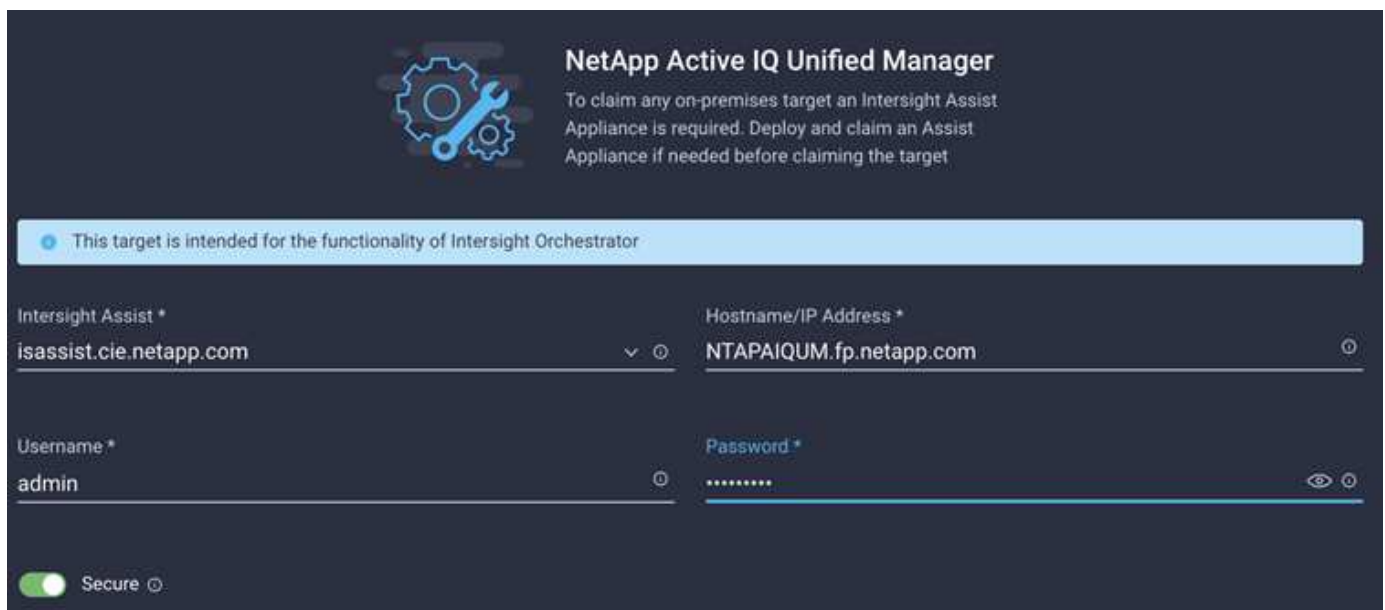 NetApp Active IQ Unified Manager
To claim any on-premises target an Intersight Assist
Appliance is required. Deploy and claim an Assist
Appliance if needed before claiming the target
This target is intended for the functionality of Intersight Orchestrator
Intersight Assist *
isassist.cie.netapp.com
Hostname/IP Address *
NTAPAIQUM.fp.netapp.com
Username *
admin
Password *
•••••••••
Secure